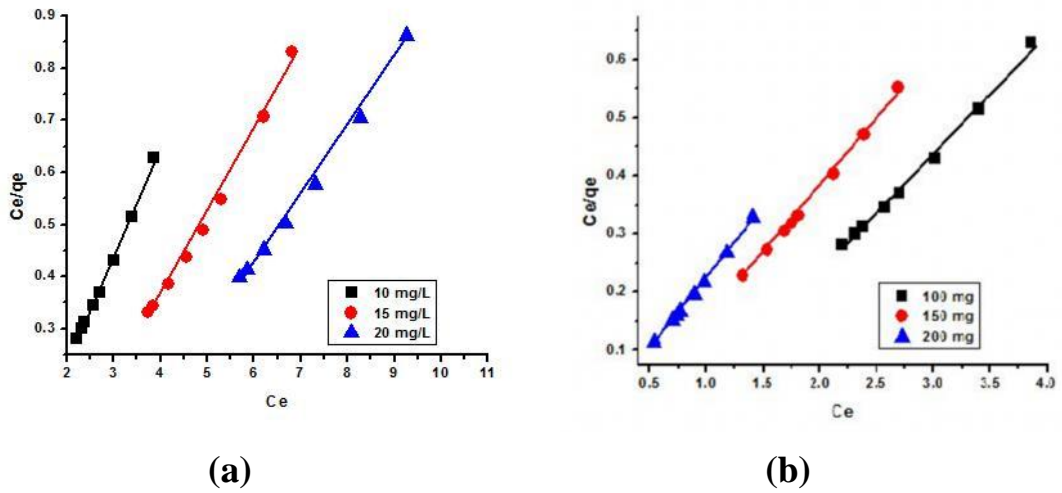 0.9
0.8
0.7
0.6
0.5
0.4
0.3
Ce/qe
2 3 4 5 6 7 8 9 10 11
Ce
10 mg/L
15 mg/L
20 mg/L
(a)
0.6
0.5
0.4
0.3
0.2
0.1
Ce/qe
0.5 1.0 1.5 2.0 2.5 3.0 3.5 4.0
Ce
100 mg
150 mg
200 mg
(b)